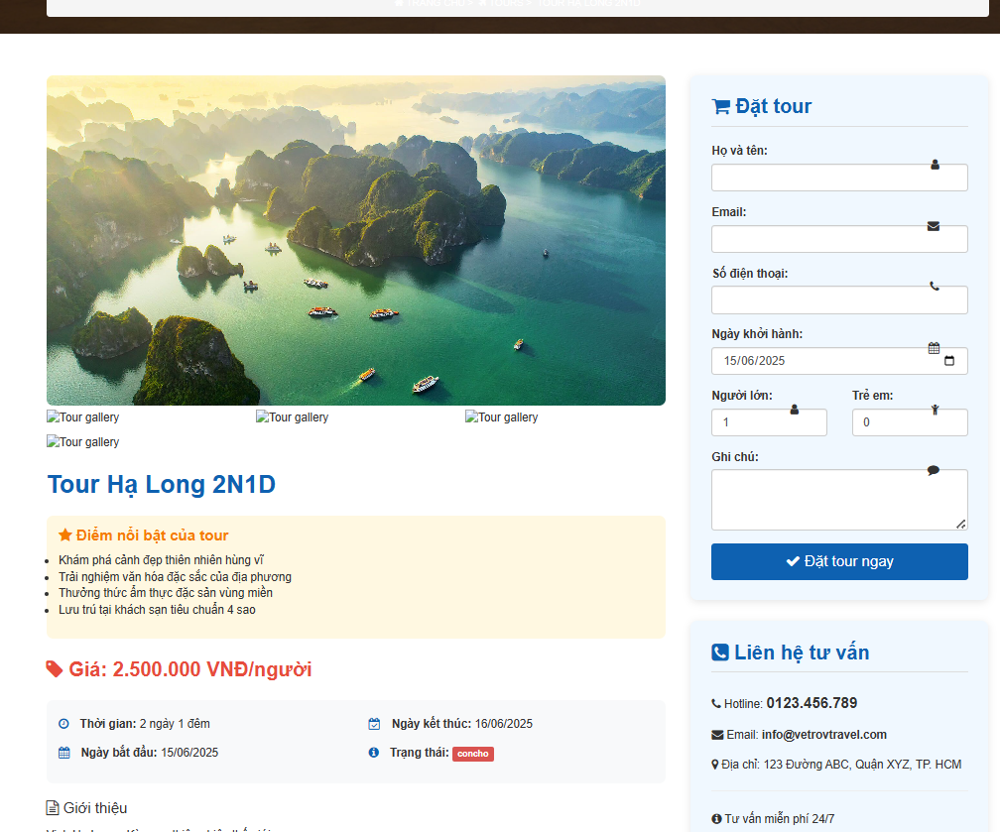 TRANG CHỦ > TOURS > TOUR HẠ LONG 2N1D
Tour gallery
Tour gallery
Tour gallery
Tour gallery
Tour Hạ Long 2N1D
Điểm nổi bật của tour
Khám phá cảnh đẹp thiên nhiên hùng vĩ
Trải nghiệm văn hóa đặc sắc của địa phương
Thưởng thức ẩm thực đặc sản vùng miền
Lưu trú tại khách sạn tiêu chuẩn 4 sao
Giá: 2.500.000 VNĐ/người
Thời gian: 2 ngày 1 đêm
Ngày kết thúc: 16/06/2025
Ngày bắt đầu: 15/06/2025
Trạng thái: concho
Giới thiệu
Đặt tour
Họ và tên:
Email:
Số điện thoại:
Ngày khởi hành:
15/06/2025
Người lớn: Trẻ em:
1 0
Ghi chú:
Đặt tour ngay
Liên hệ tư vấn
Hotline: 0123.456.789
Email: info@vetrovtravel.com
Địa chỉ: 123 Đường ABC, Quận XYZ, TP. HCM
Tư vấn miễn phí 24/7